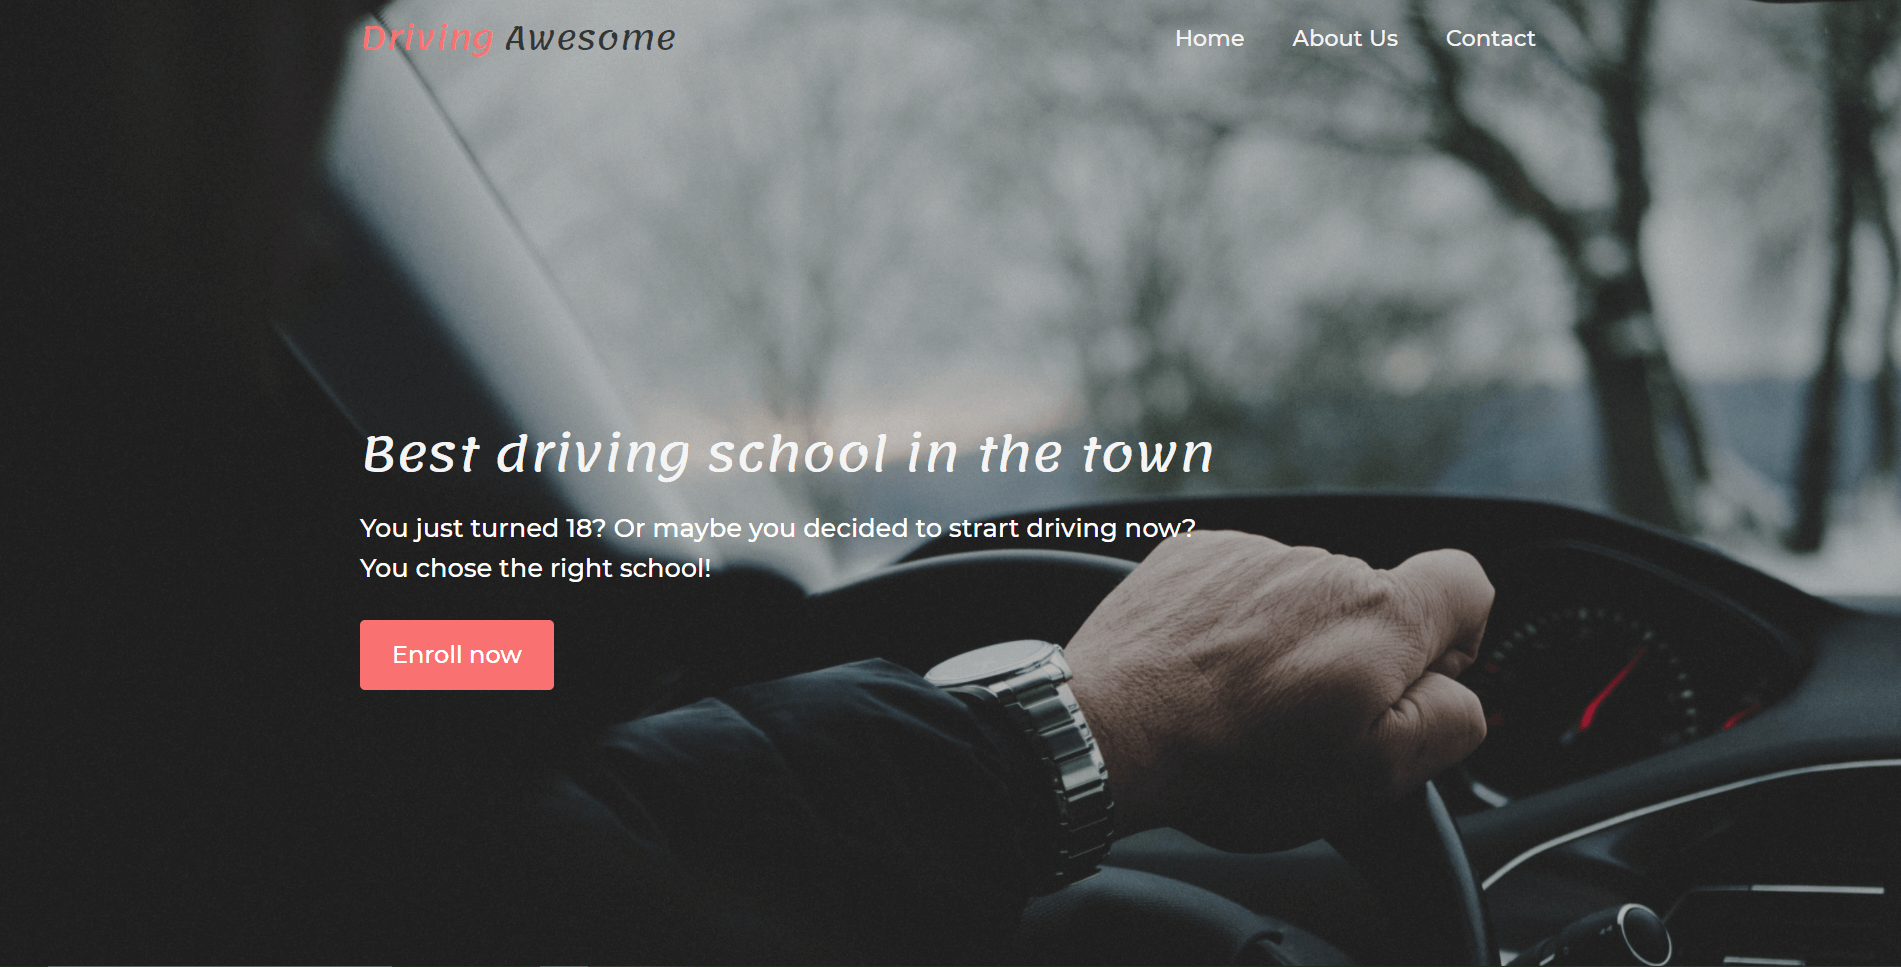 Driving Awesome
Home About Us Contact
Best driving school in the town
You just turned 18? Or maybe you decided to strart driving now?
You chose the right school!
Enroll now